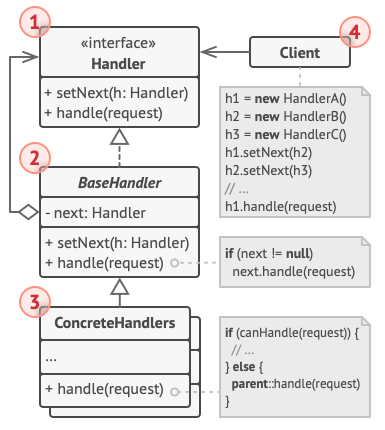 1
«interface»
Handler
+ setNext(h: Handler)
+ handle(request)
2
BaseHandler
- next: Handler
+ setNext(h: Handler)
+ handle(request)
3
ConcreteHandlers
...
+ handle(request)
4
Client
h1 = new HandlerA()
h2 = new HandlerB()
h3 = new HandlerC()
h1.setNext(h2)
h2.setNext(h3)
// ...
h1.handle(request)
if (next != null)
next.handle(request)
if (canHandle(request)) {
// ...
} else {
parent::handle(request)
}